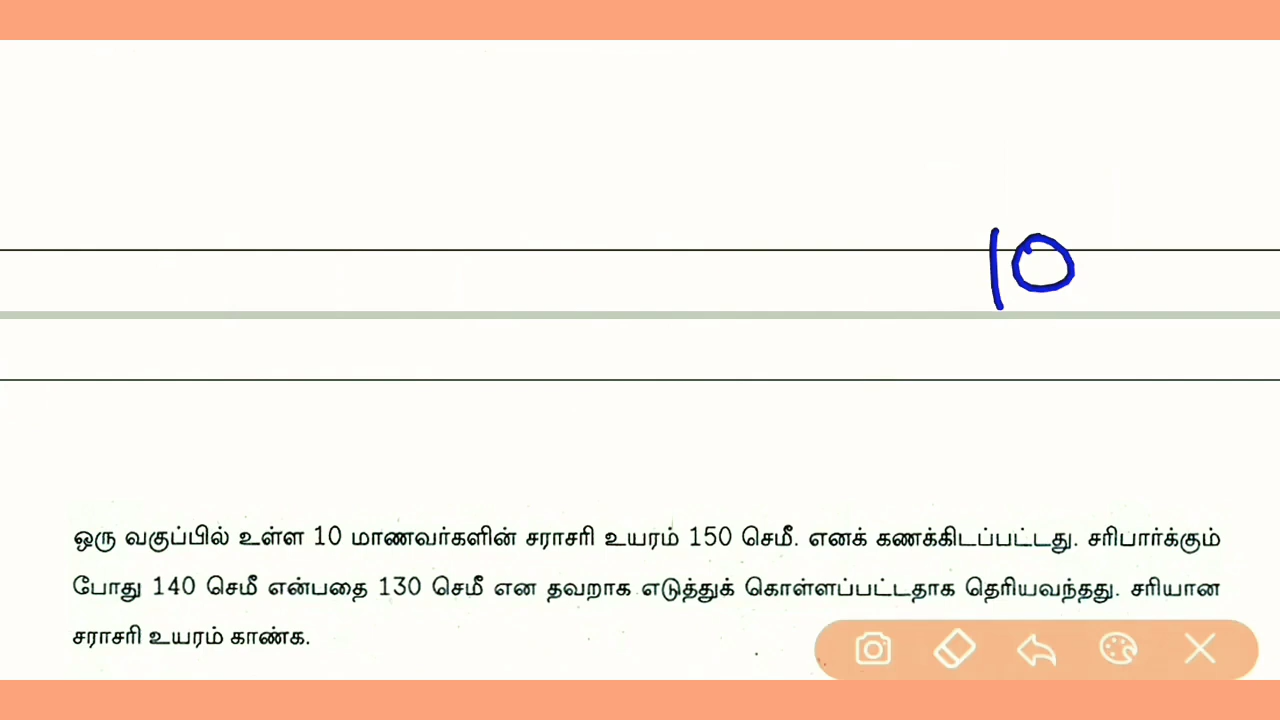 10
ஒரு வகுப்பில் உள்ள 10 மாணவர்களின் சராசரி உயரம் 150 செமீ. எனக் கணக்கிடப்பட்டது. சரிபார்க்கும்
போது 140 செமீ என்பதை 130 செமீ என தவறாக எடுத்துக் கொள்ளப்பட்டதாக தெரியவந்தது. சரியான
சராசரி உயரம் காண்க.